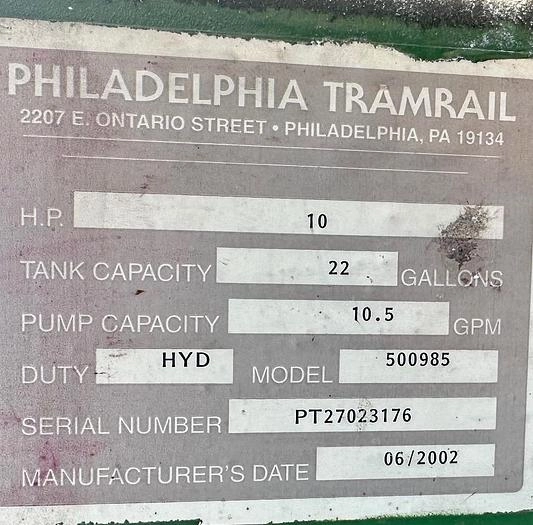 PHILADELPHIA TRAMRAIL
2207 E. ONTARIO STREET • PHILADELPHIA, PA 19134
H.P. 10
TANK CAPACITY 22 GALLONS
PUMP CAPACITY 10.5 GPM
DUTY HYD MODEL 500985
SERIAL NUMBER PT27023176
MANUFACTURER'S DATE 06/2002